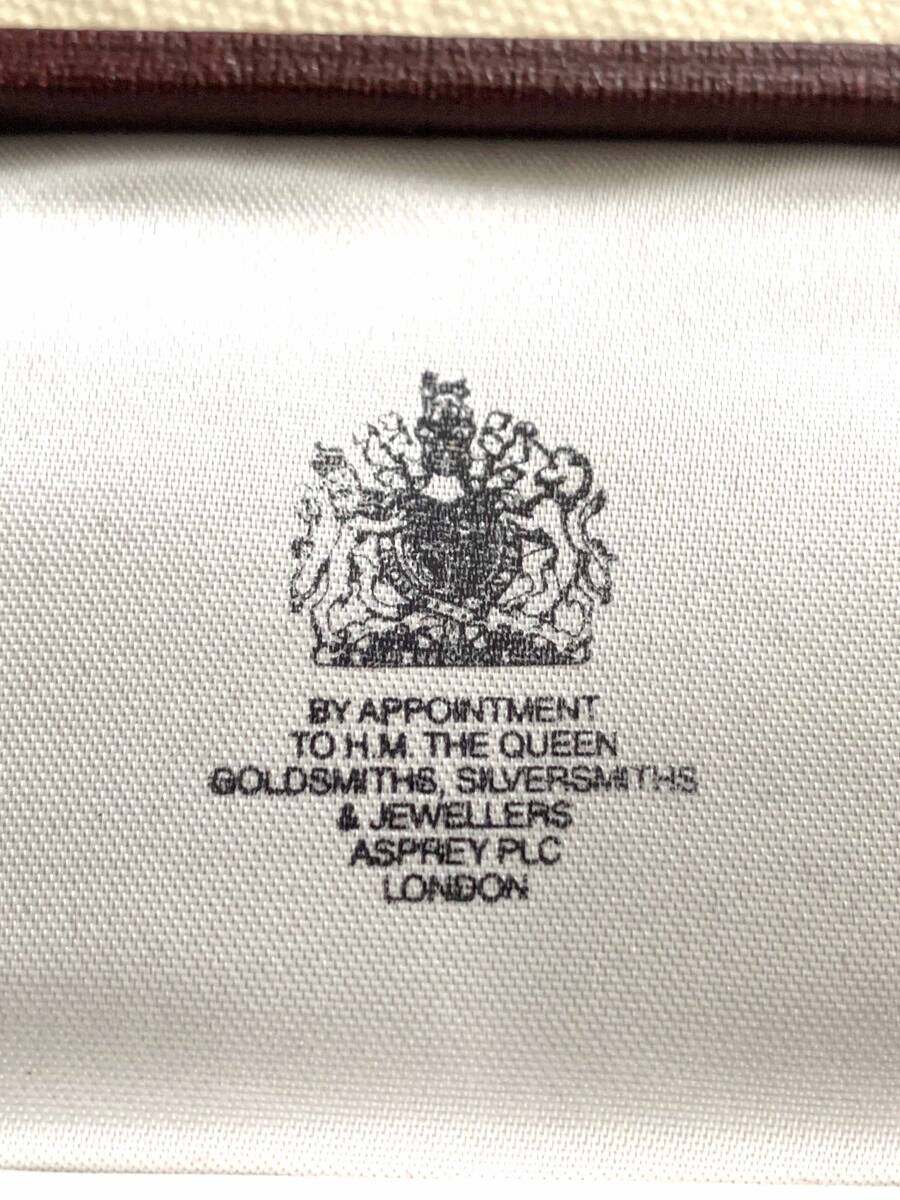 BY APPOINTMENT
TO H.M. THE QUEEN
GOLDSMITHS, SILVERSMITHS
& JEWELLERS
ASPREY PLC
LONDON